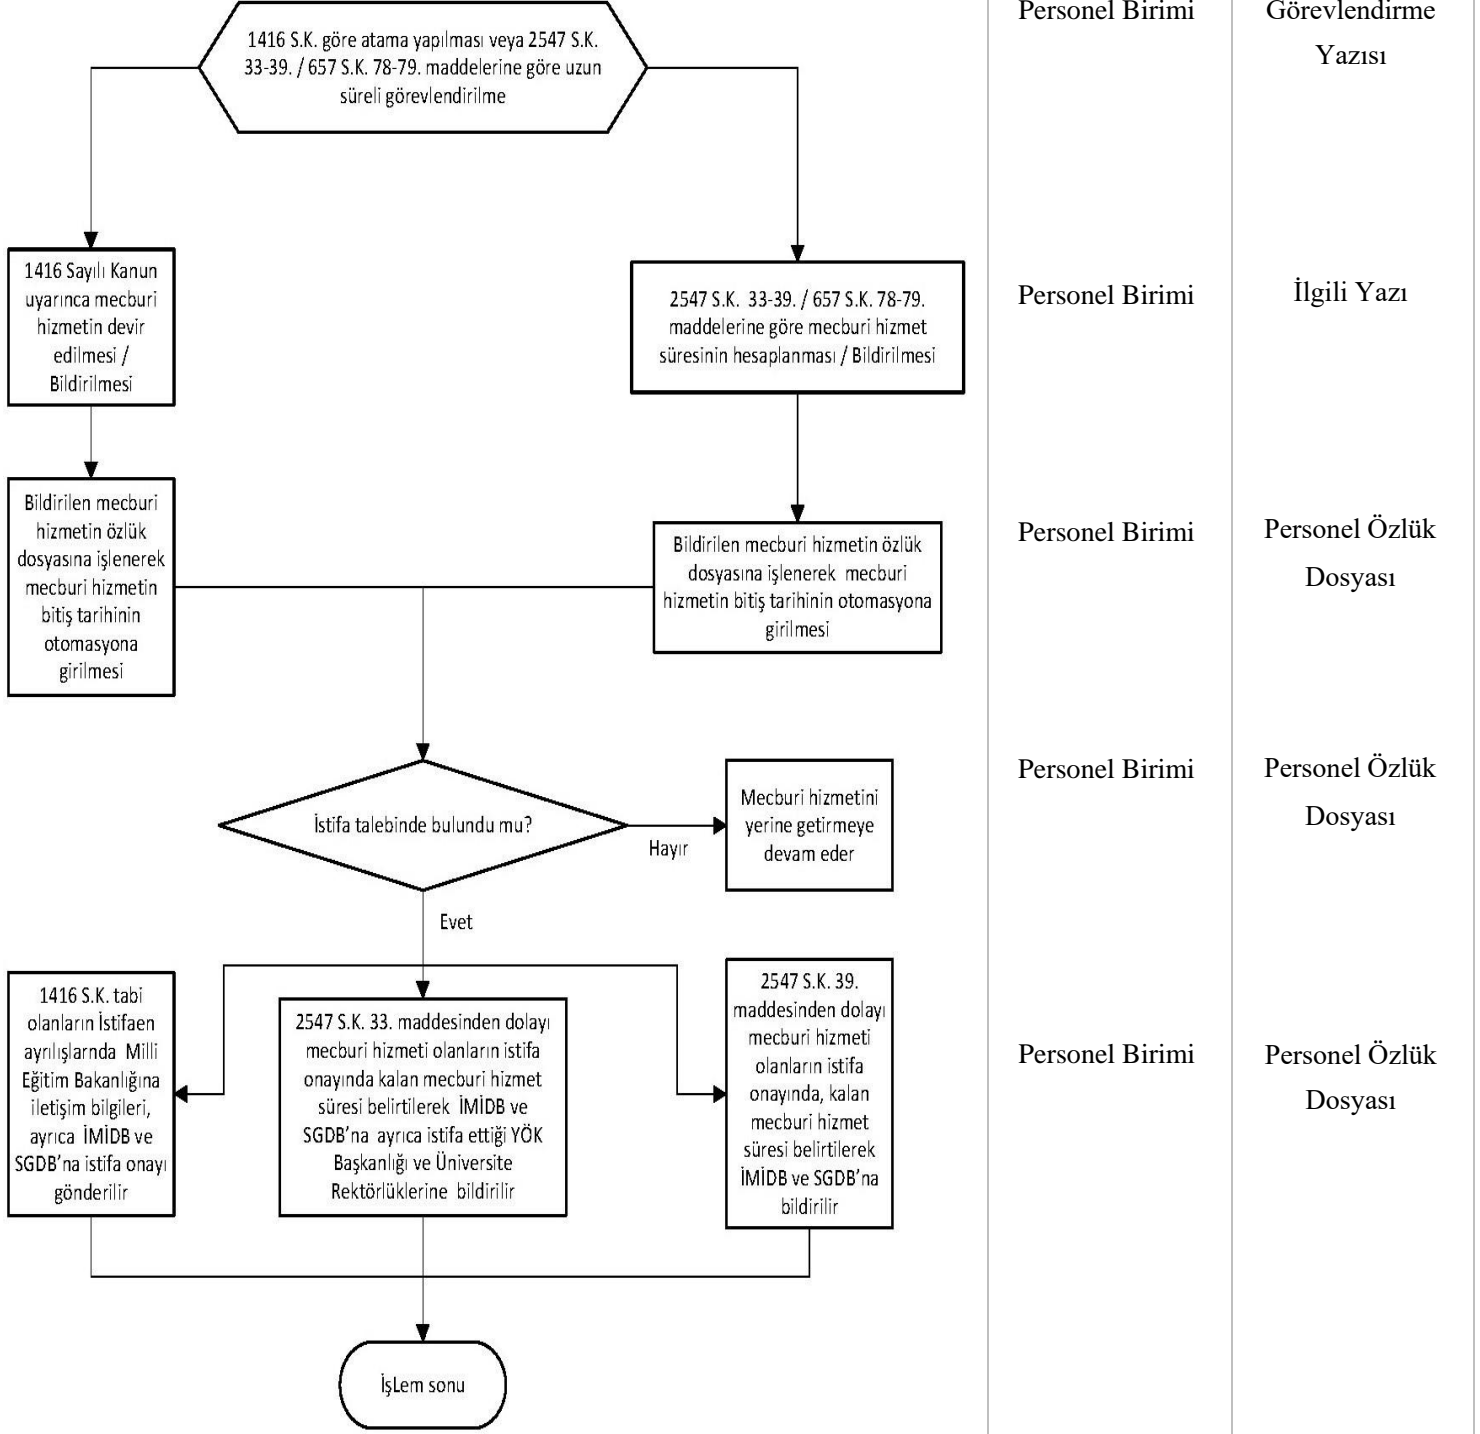 Personel Birimi
Görevlendirme
Yazısı
1416 S.K. göre atama yapılması veya 2547 S.K.
33-39. / 657 S.K. 78-79. maddelerine göre uzun
süreli görevlendirilme
1416 Sayılı Kanun
uyarınca mecburi
hizmetin devir
edilmesi /
Bildirilmesi
2547 S.K. 33-39. / 657 S.K. 78-79.
maddelerine göre mecburi hizmet
süresinin hesaplanması / Bildirilmesi
Personel Birimi
İlgili Yazı
Bildirilen mecburi
hizmetin özlük
dosyasına işlenerek
mecburi hizmetin
bitiş tarihinin
otomasyona
girilmesi
Bildirilen mecburi hizmetin özlük
dosyasına işlenerek mecburi
hizmetin bitiş tarihinin otomasyona
girilmesi
Personel Birimi
Personel Özlük
Dosyası
İstifa talebinde bulundu mu?
Hayır
Mecburi hizmetini
yerine getirmeye
devam eder
Personel Birimi
Personel Özlük
Dosyası
Evet
1416 S.K. tabi
olanların İstifaen
ayrılışlarnda Milli
Eğitim Bakanlığına
iletişim bilgileri,
ayrıca İMİDB ve
SGDB’na istifa onayı
gönderilir
2547 S.K. 33. maddesinden dolayı
mecburi hizmeti olanların istifa
onayında kalan mecburi hizmet
süresi belirtilerek İMİDB ve
SGDB’na ayrıca istifa ettiği YÖK
Başkanlığı ve Üniversite
Rektörlüklerine bildirilir
2547 S.K. 39.
maddesinden dolayı
mecburi hizmeti
olanların istifa
onayında, kalan
mecburi hizmet
süresi belirtilerek
İMİDB ve SGDB’na
bildirilir
Personel Birimi
Personel Özlük
Dosyası
İşLem sonu